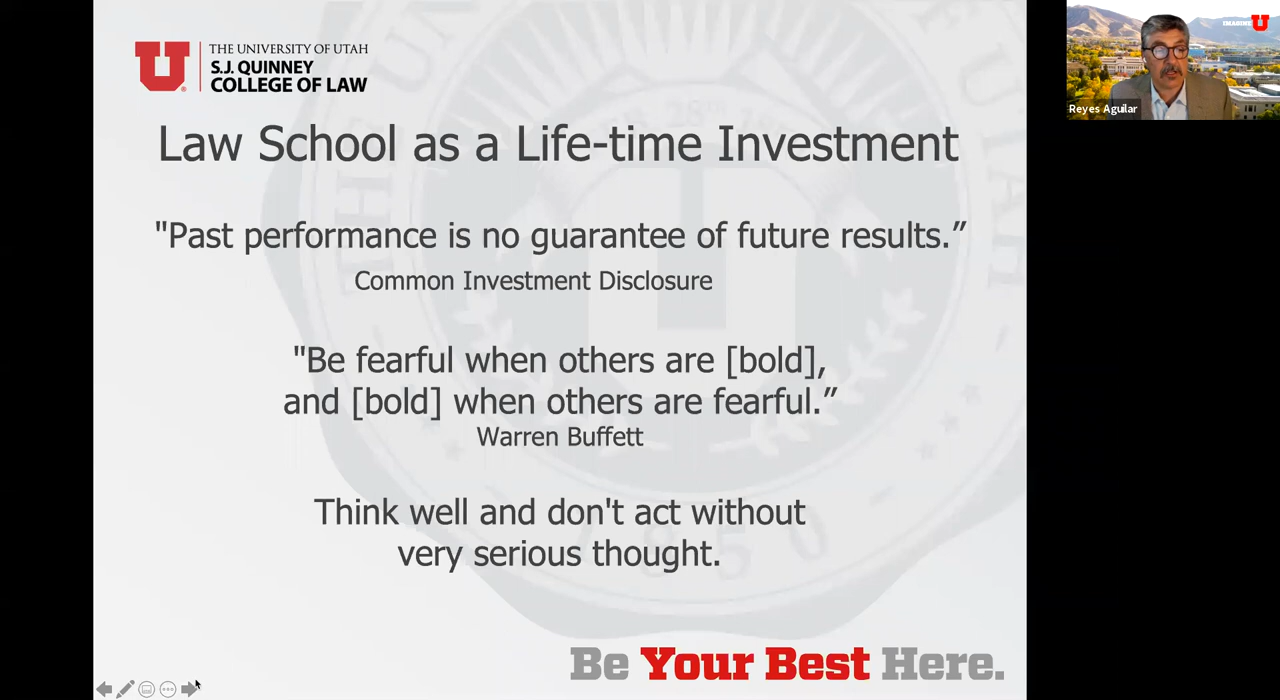 THE UNIVERSITY OF UTAH
S.J. QUINNEY
COLLEGE OF LAW
Law School as a Life-time Investment
"Past performance is no guarantee of future results.”
Common Investment Disclosure
"Be fearful when others are [bold],
and [bold] when others are fearful.”
Warren Buffett
Think well and don't act without
very serious thought.
1850
Be Your Best Here.
IMAGINE U
Reyes Aguilar